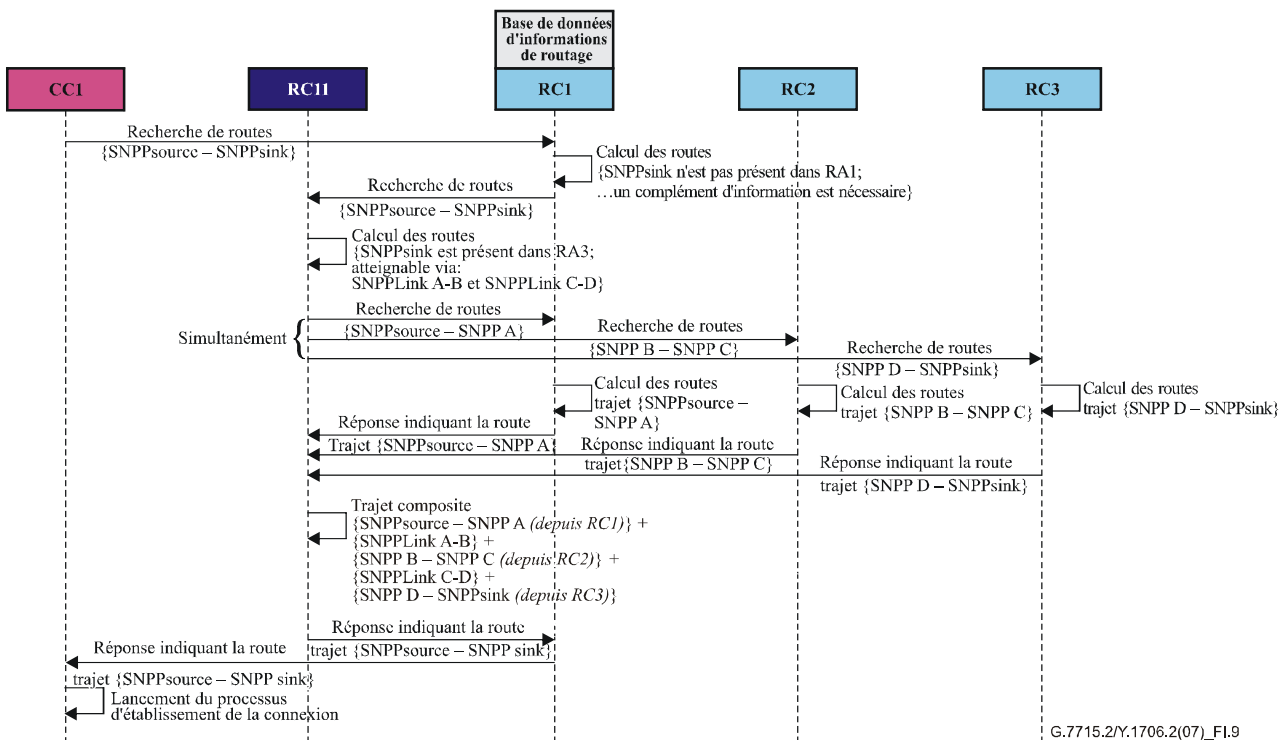 Base de données
d'informations
de routage
CC1
RC11
RC1
RC2
RC3
Recherche de routes
{SNPPsource – SNPPsink}
Calcul des routes
{SNPPsink n'est pas présent dans RA1;
…un complément d'information est nécessaire}
Recherche de routes
{SNPPsource – SNPPsink}
Calcul des routes
{SNPPsink est présent dans RA3;
atteignable via:
SNPPLink A-B et SNPPLink C-D}
Simultanément
Recherche de routes
{SNPPsource – SNPP A}
Recherche de routes
{SNPP B – SNPP C}
Recherche de routes
{SNPP D – SNPPsink}
Calcul des routes
trajet {SNPPsource –
SNPP A}
Calcul des routes
trajet {SNPP B – SNPP C}
Calcul des routes
trajet {SNPP D – SNPPsink}
Réponse indiquant la route
Trajet {SNPPsource – SNPP A}
Réponse indiquant la route
trajet{SNPP B – SNPP C}
Réponse indiquant la route
trajet {SNPP D – SNPPsink}
Trajet composite
{SNPPsource – SNPP A (depuis RC1)} +
{SNPPLink A-B} +
{SNPP B – SNPP C (depuis RC2)} +
{SNPPLink C-D} +
{SNPP D – SNPPsink (depuis RC3)}
Réponse indiquant la route
trajet {SNPPsource – SNPP sink}
Réponse indiquant la route
trajet {SNPPsource – SNPP sink}
Lancement du processus
d'établissement de la connexion
G.7715.2/Y.1706.2(07)_FI.9